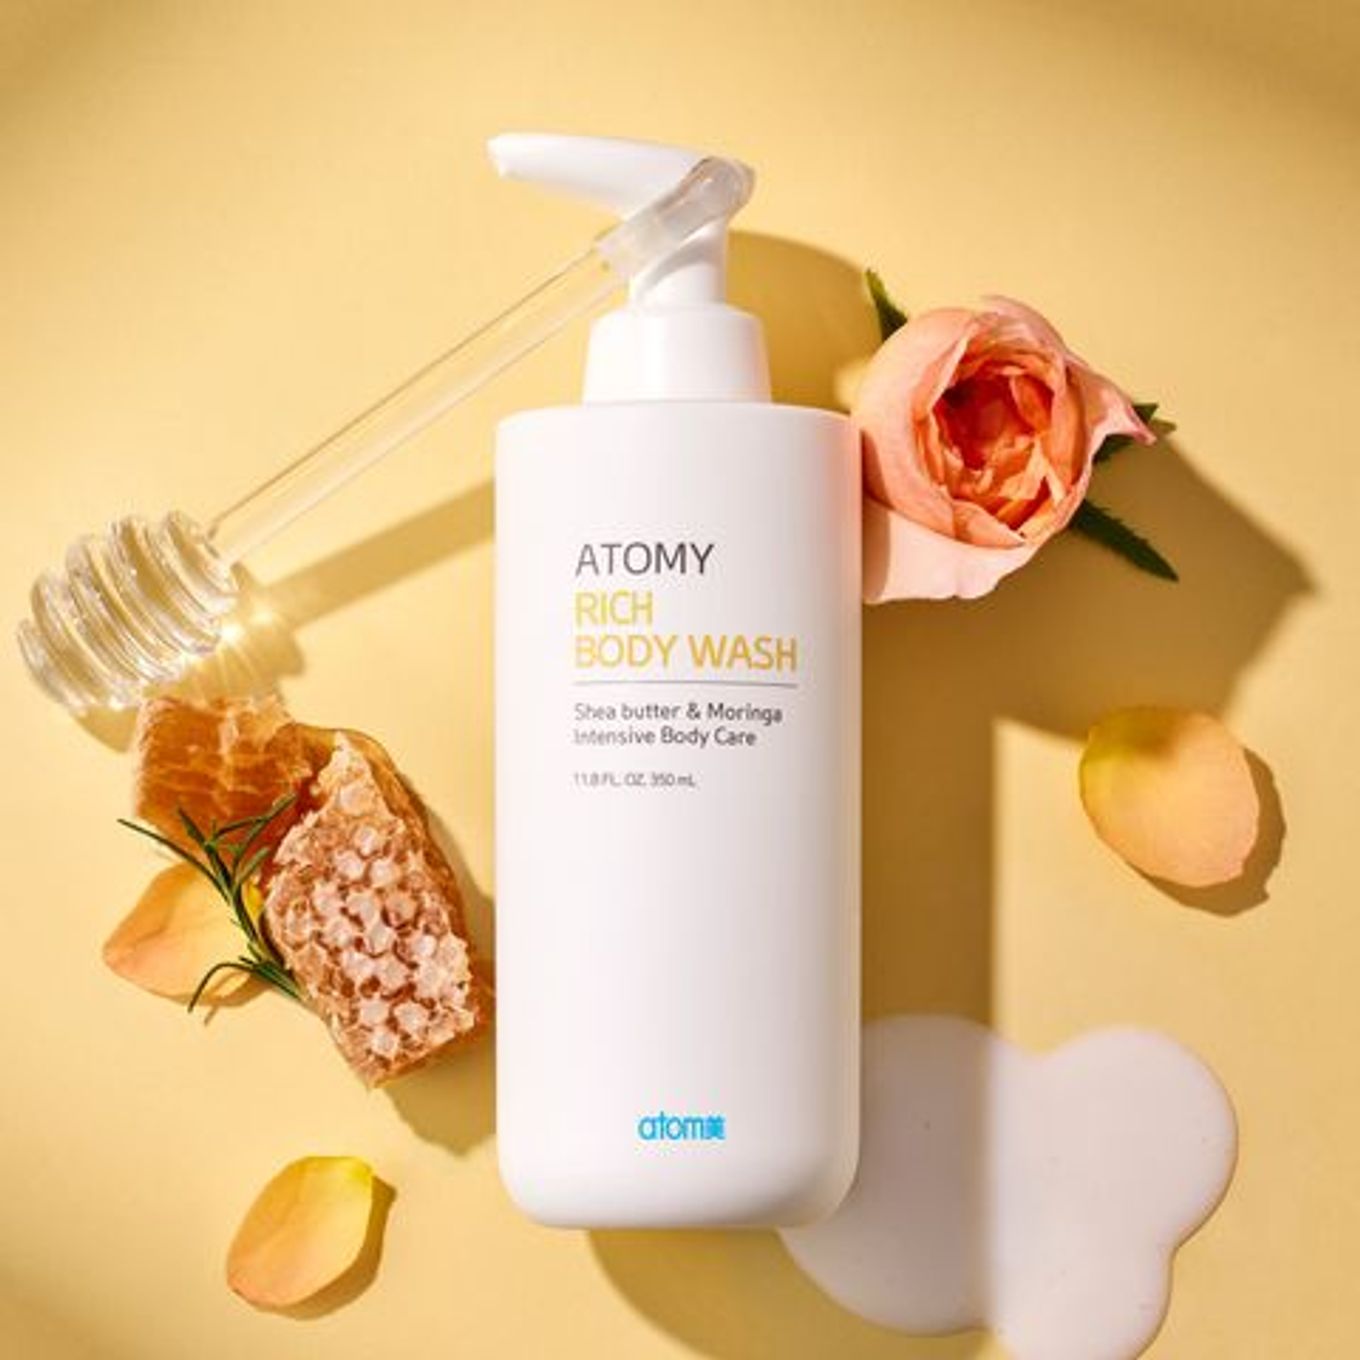 ATOMY
RICH
BODY WASH
Shea butter & Moringa
Intensive Body Care
11.8 FL. OZ. 350 mL
atom美